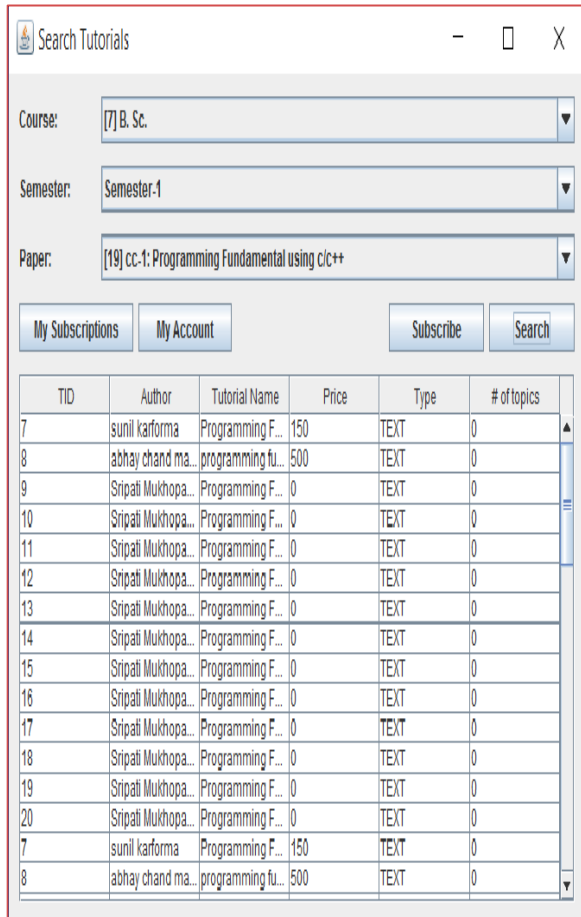 Search Tutorials
Course: [7] B. Sc.
Semester: Semester-1
Paper: [19] cc-1: Programming Fundamental using c/c++
My Subscriptions My Account Subscribe Search
TID Author Tutorial Name Price Type # of topics
7 sunil karforma Programming F... 150 TEXT 0
8 abhay chand ma... programming fu... 500 TEXT 0
9 Sripati Mukhopa... Programming F... 0 TEXT 0
10 Sripati Mukhopa... Programming F... 0 TEXT 0
11 Sripati Mukhopa... Programming F... 0 TEXT 0
12 Sripati Mukhopa... Programming F... 0 TEXT 0
13 Sripati Mukhopa... Programming F... 0 TEXT 0
14 Sripati Mukhopa... Programming F... 0 TEXT 0
15 Sripati Mukhopa... Programming F... 0 TEXT 0
16 Sripati Mukhopa... Programming F... 0 TEXT 0
17 Sripati Mukhopa... Programming F... 0 TEXT 0
18 Sripati Mukhopa... Programming F... 0 TEXT 0
19 Sripati Mukhopa... Programming F... 0 TEXT 0
20 Sripati Mukhopa... Programming F... 0 TEXT 0
7 sunil karforma Programming F... 150 TEXT 0
8 abhay chand ma... programming fu... 500 TEXT 0